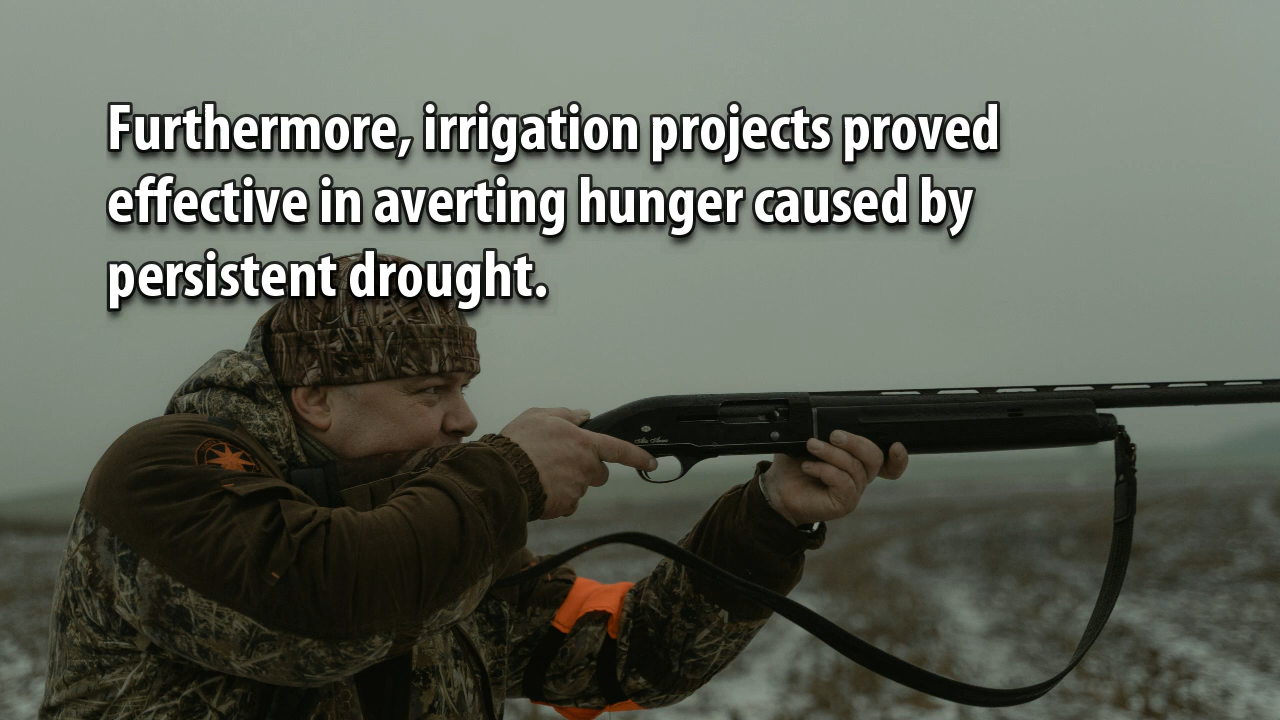 Furthermore, irrigation projects proved
effective in averting hunger caused by
persistent drought.